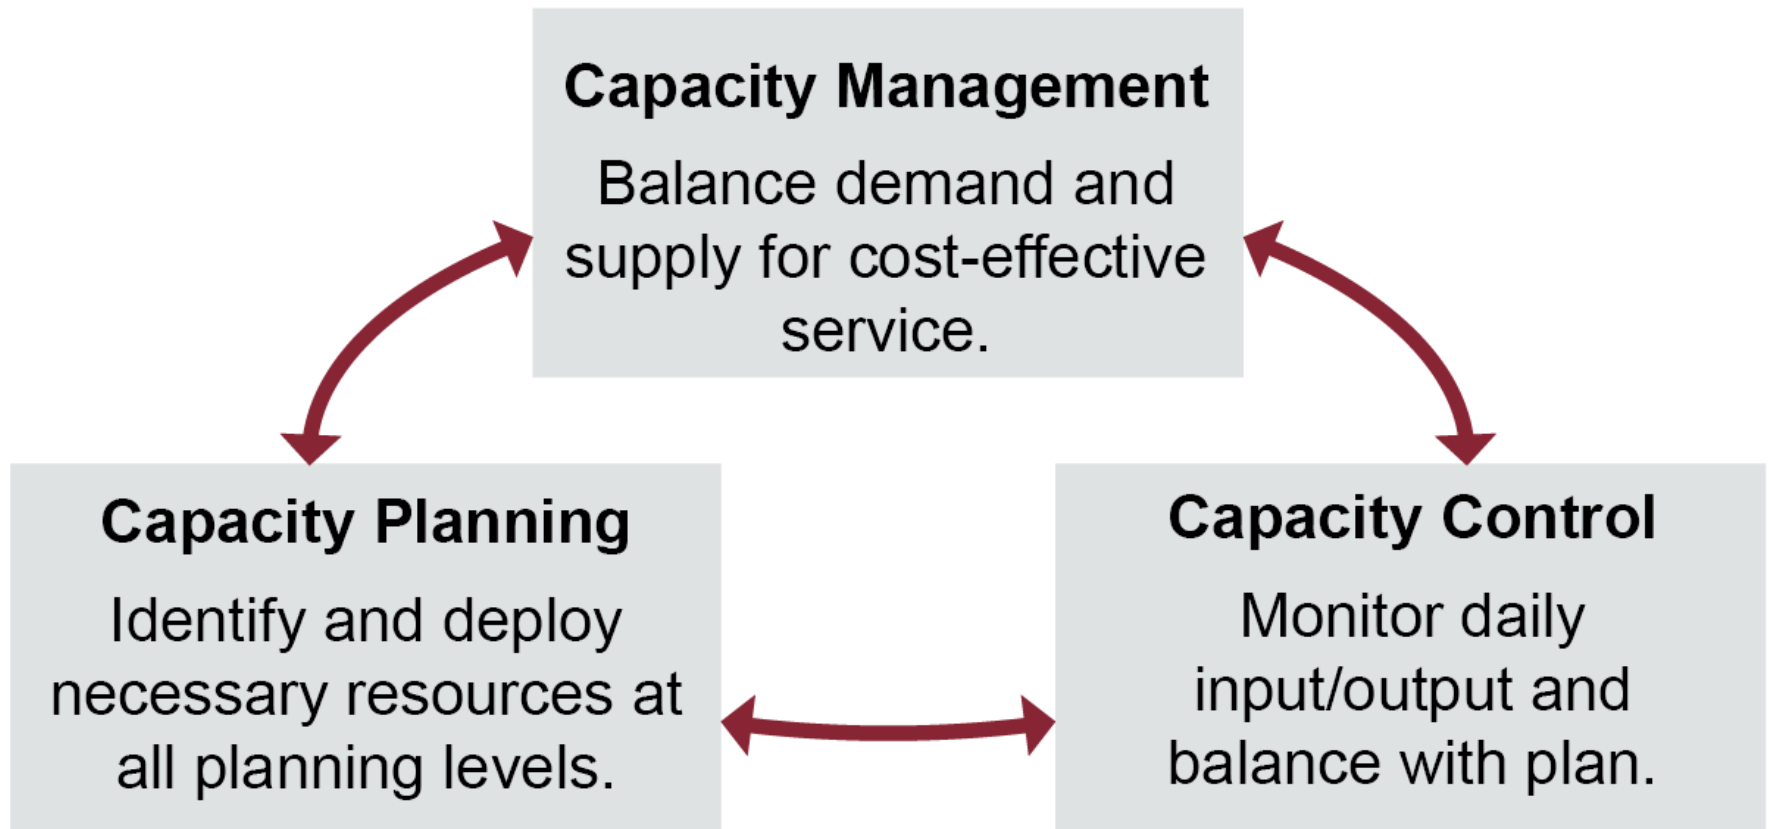 Capacity Management
Balance demand and
supply for cost-effective
service.
Capacity Planning
Identify and deploy
necessary resources at
all planning levels.
Capacity Control
Monitor daily
input/output and
balance with plan.